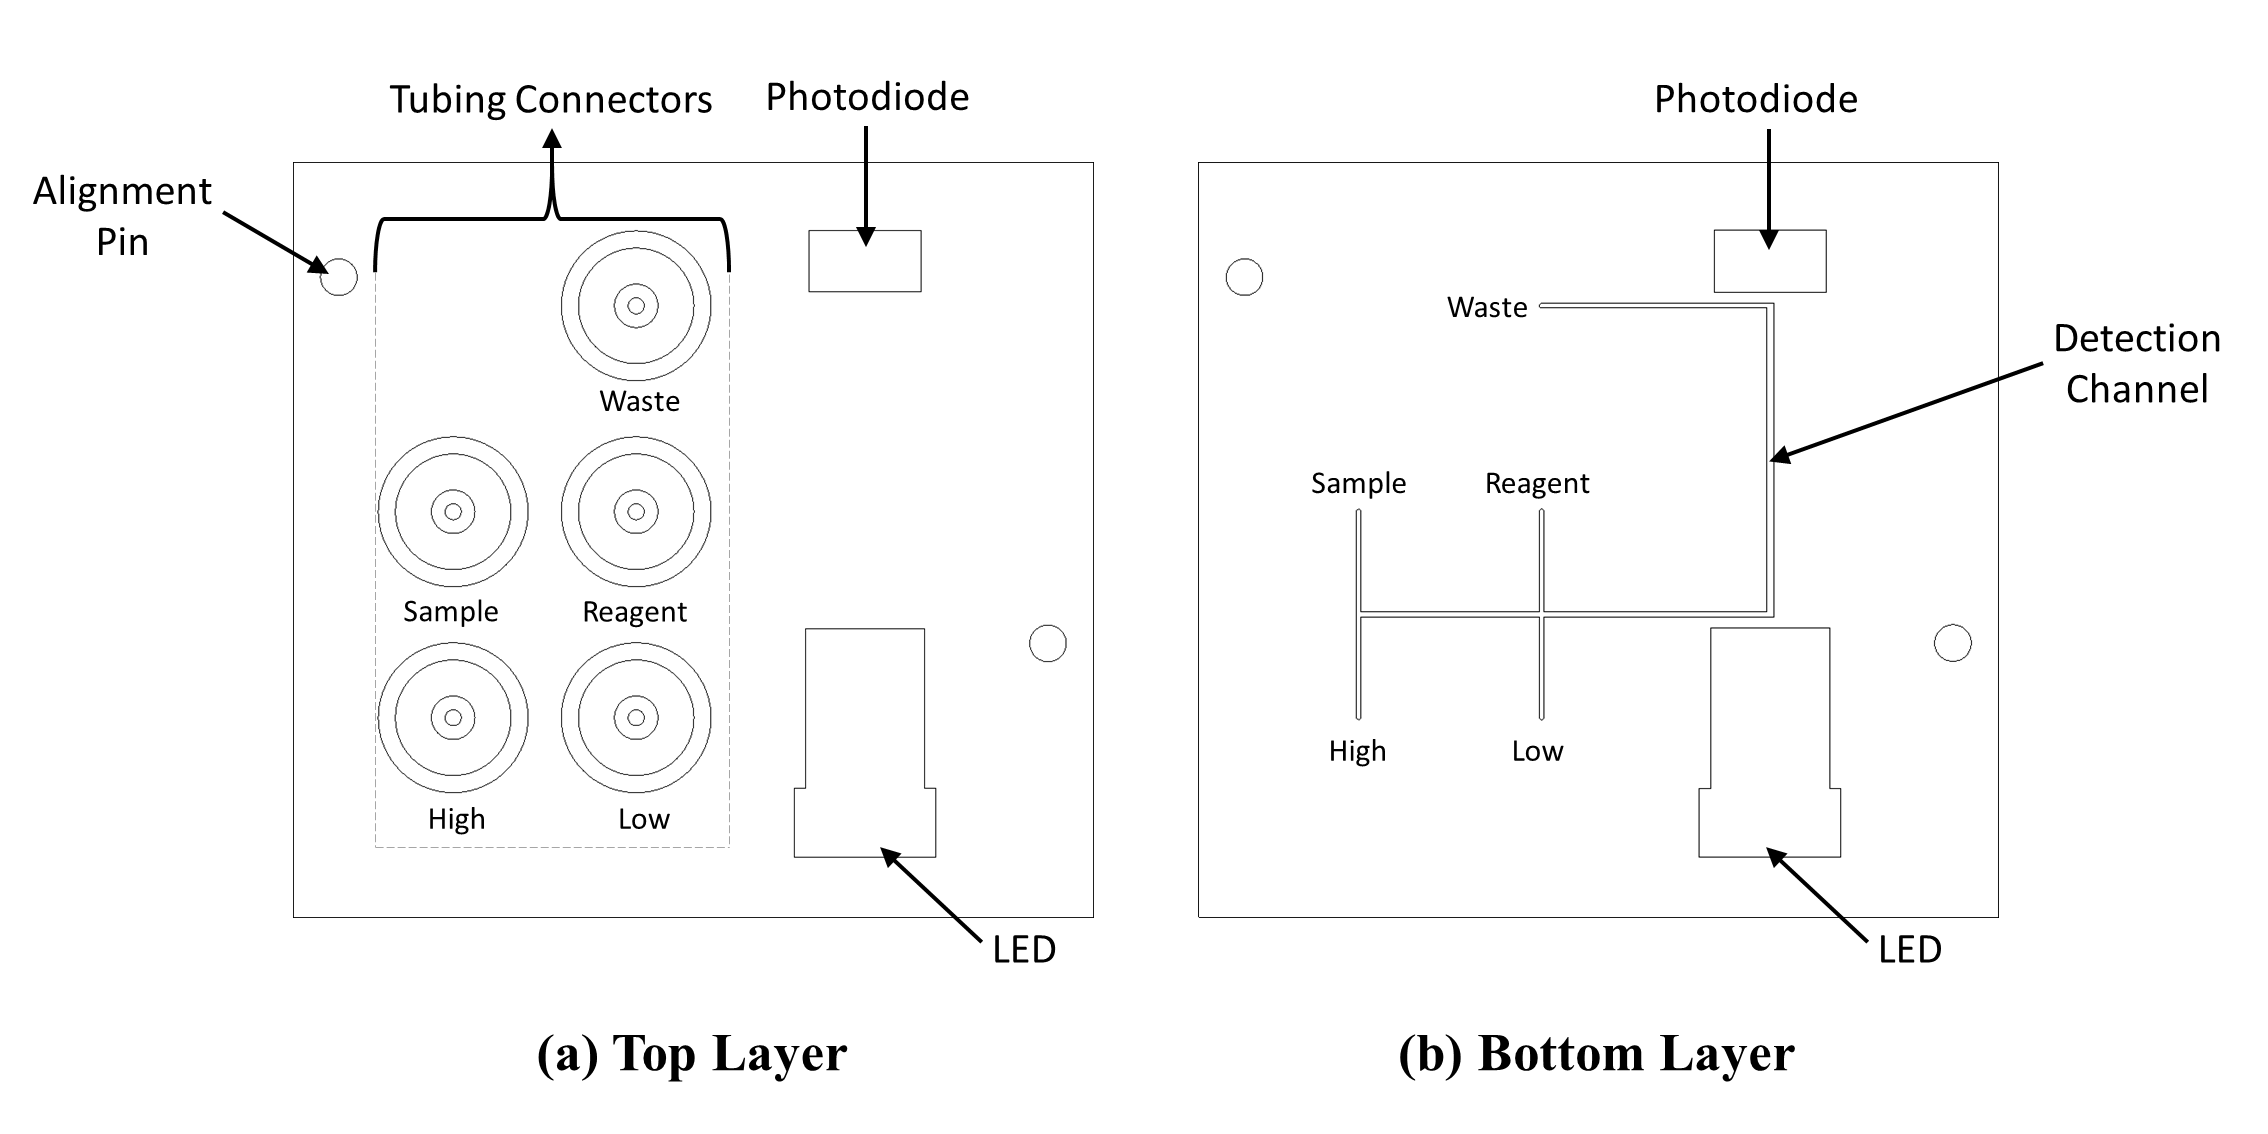 Tubing Connectors
Photodiode
Alignment
Pin
Waste
Sample
Reagent
High
Low
LED
(a) Top Layer
Photodiode
Waste
Detection
Channel
Sample
Reagent
High
Low
LED
(b) Bottom Layer